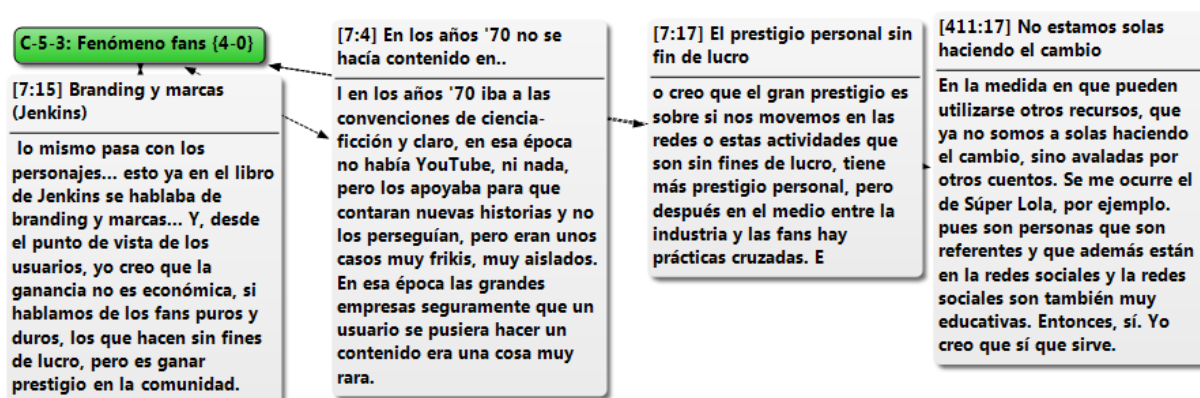 C-5-3: Fenómeno fans {4-0}
[7:15] Branding y marcas
(Jenkins)
lo mismo pasa con los
personajes... esto ya en el libro
de Jenkins se hablaba de
branding y marcas... Y, desde
el punto de vista de los
usuarios, yo creo que la
ganancia no es económica, si
hablamos de los fans puros y
duros, los que hacen sin fines
de lucro, pero es ganar
prestigio en la comunidad.
[7:4] En los años '70 no se
hacía contenido en..
l en los años '70 iba a las
convenciones de ciencia-
ficción y claro, en esa época
no había YouTube, ni nada,
pero los apoyaba para que
contaran nuevas historias y no
los perseguían, pero eran unos
casos muy frikis, muy aislados.
En esa época las grandes
empresas seguramente que un
usuario se pusiera hacer un
contenido era una cosa muy
rara.
[7:17] El prestigio personal sin
fin de lucro
o creo que el gran prestigio es
sobre si nos movemos en las
redes o estas actividades que
son sin fines de lucro, tiene
más prestigio personal, pero
después en el medio entre la
industria y las fans hay
prácticas cruzadas. E
[411:17] No estamos solas
haciendo el cambio
En la medida en que pueden
utilizarse otros recursos, que
ya no somos a solas haciendo
el cambio, sino avaladas por
otros cuentos. Se me ocurre el
de Súper Lola, por ejemplo.
pues son personas que son
referentes y que además están
en la redes sociales y la redes
sociales son también muy
educativas. Entonces, sí. Yo
creo que sí que sirve.